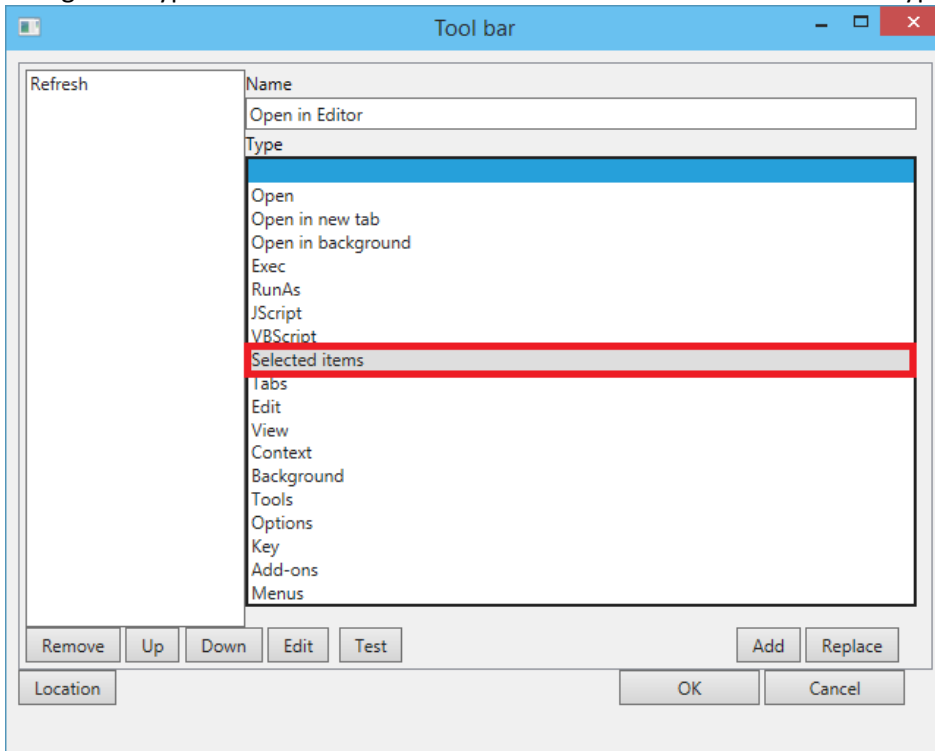 Tool bar
Refresh
Name
Open in Editor
Type
Open
Open in new tab
Open in background
Exec
RunAs
JScript
VBScript
Selected items
Tabs
Edit
View
Context
Background
Tools
Options
Key
Add-ons
Menus
Remove Up Down Edit Test Add Replace
Location OK Cancel